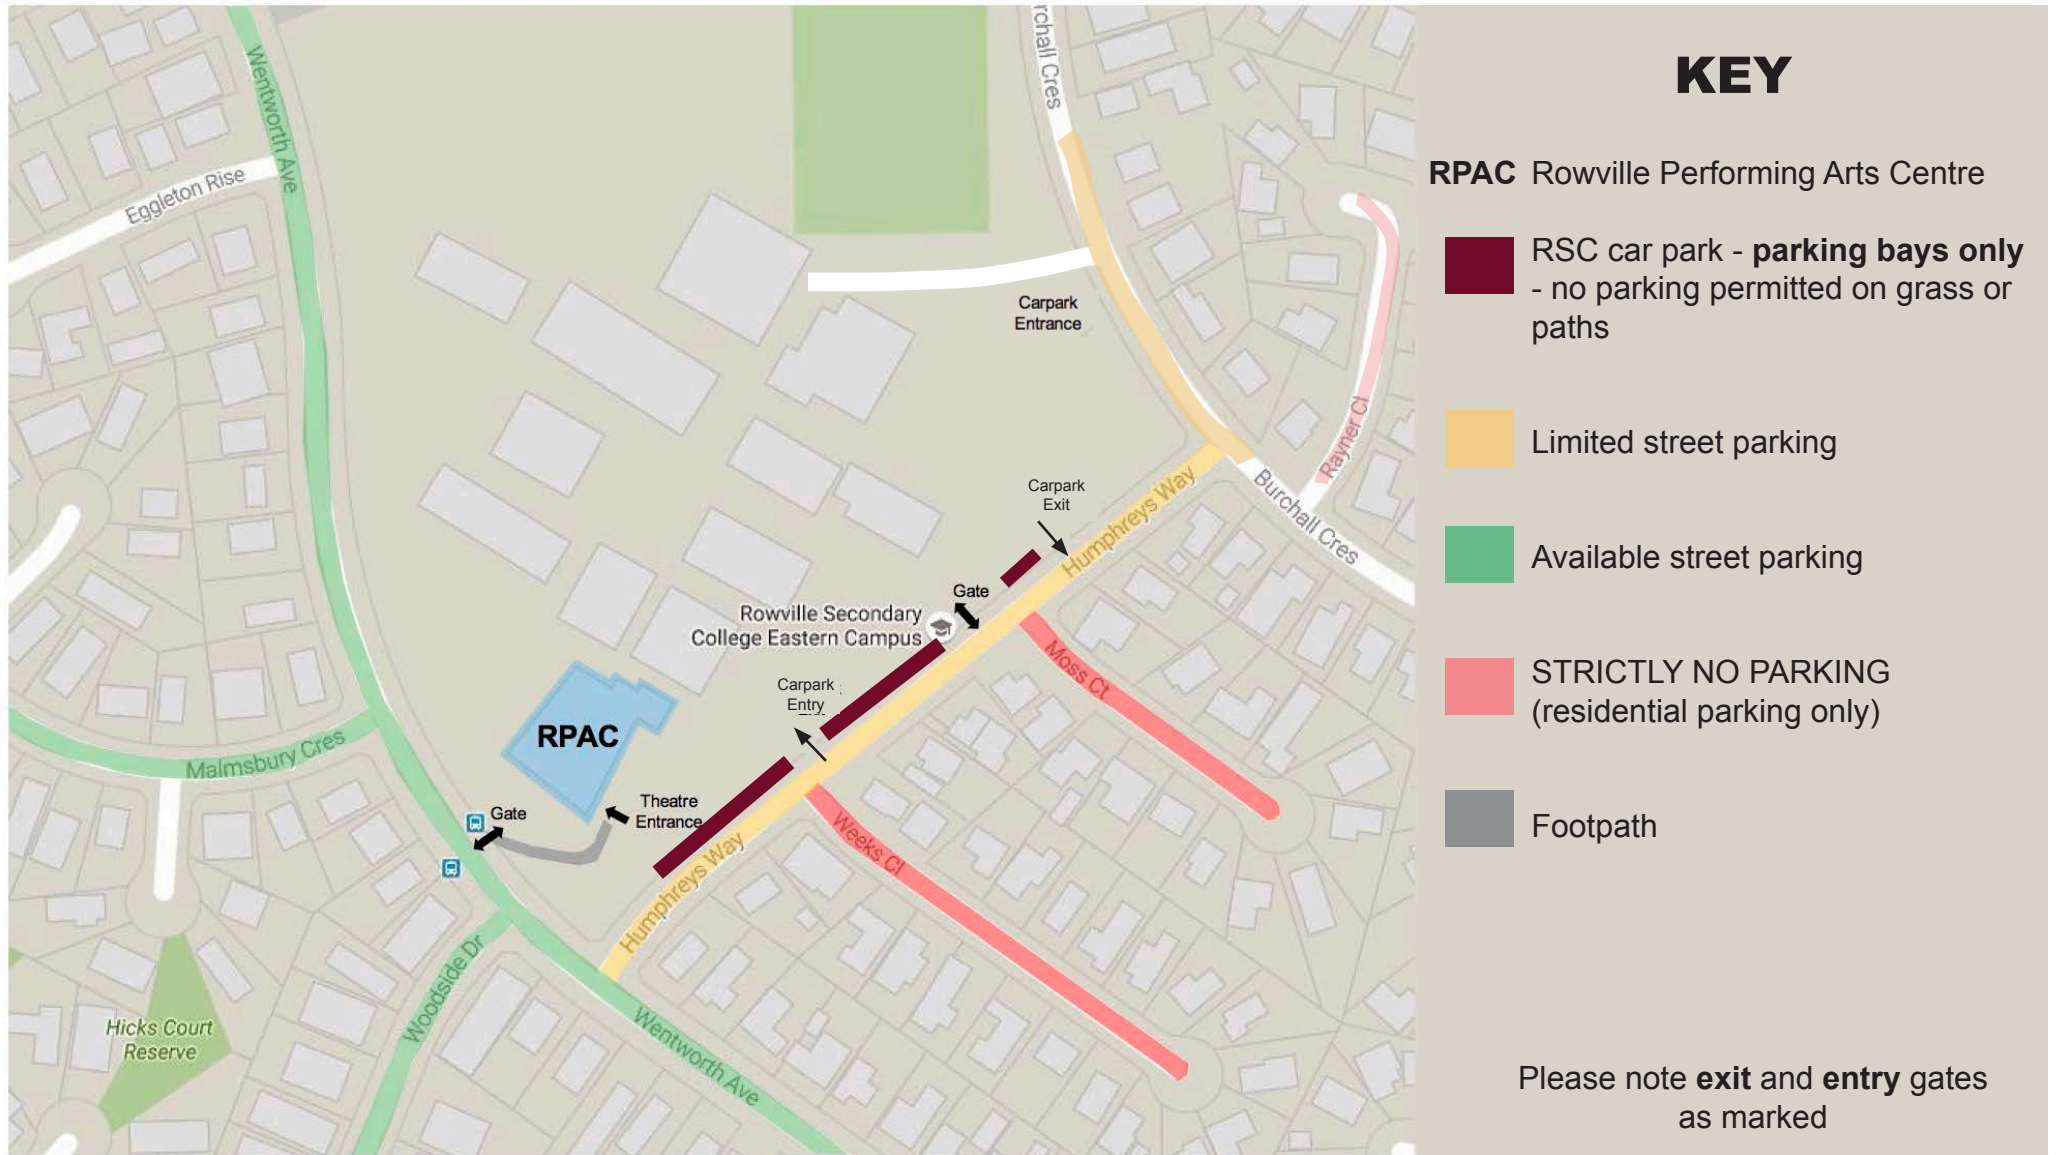 rchall Cres
Wentworth Ave
Eggleton Rise
Carpark
Entrance
Rayner Cl
Burchall Cres
Carpark
Exit
Humphreys Way
Gate
Rowville Secondary
College Eastern Campus
Moss Ct
Carpark
Entry
RPAC
Malmsbury Cres
Gate
Theatre
Entrance
Weeks Cl
Humphreys Way
Woodside Dr
Hicks Court
Reserve
Wentworth Ave
KEY
RPAC Rowville Performing Arts Centre
RSC car park - parking bays only
- no parking permitted on grass or
paths
Limited street parking
Available street parking
STRICTLY NO PARKING
(residential parking only)
Footpath
Please note exit and entry gates
as marked